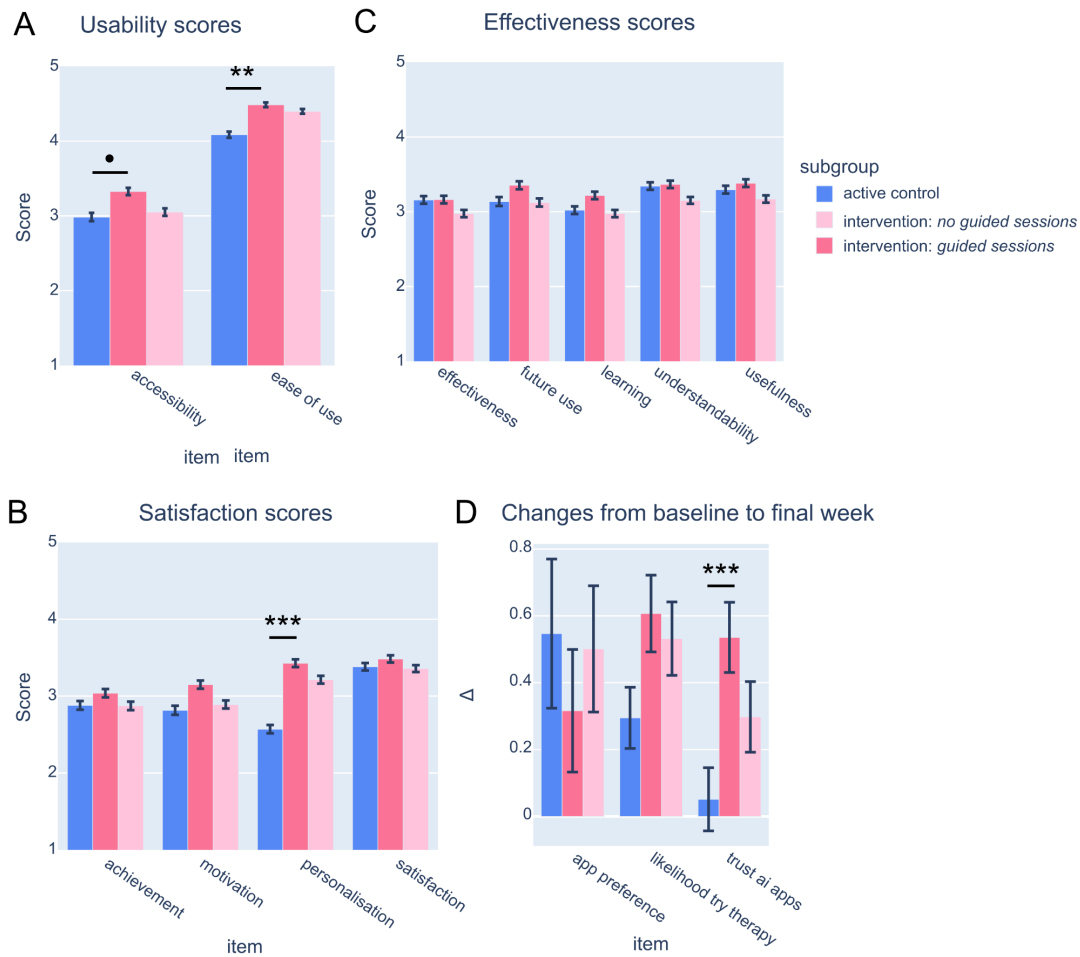 A Usability scores
5
4
3
2
1
Score
•
**
accessibility
ease of use
item item
C Effectiveness scores
5
4
3
2
1
Score
effectiveness
future use
learning
understandability
usefulness
subgroup
active control
intervention: no guided sessions
intervention: guided sessions
B Satisfaction scores
5
4
3
2
1
Score
***
achievement
motivation
personalisation
satisfaction
item
D Changes from baseline to final week
0.8
0.6
0.4
0.2
0
Δ
***
app preference
likelihood try therapy
trust ai apps
item